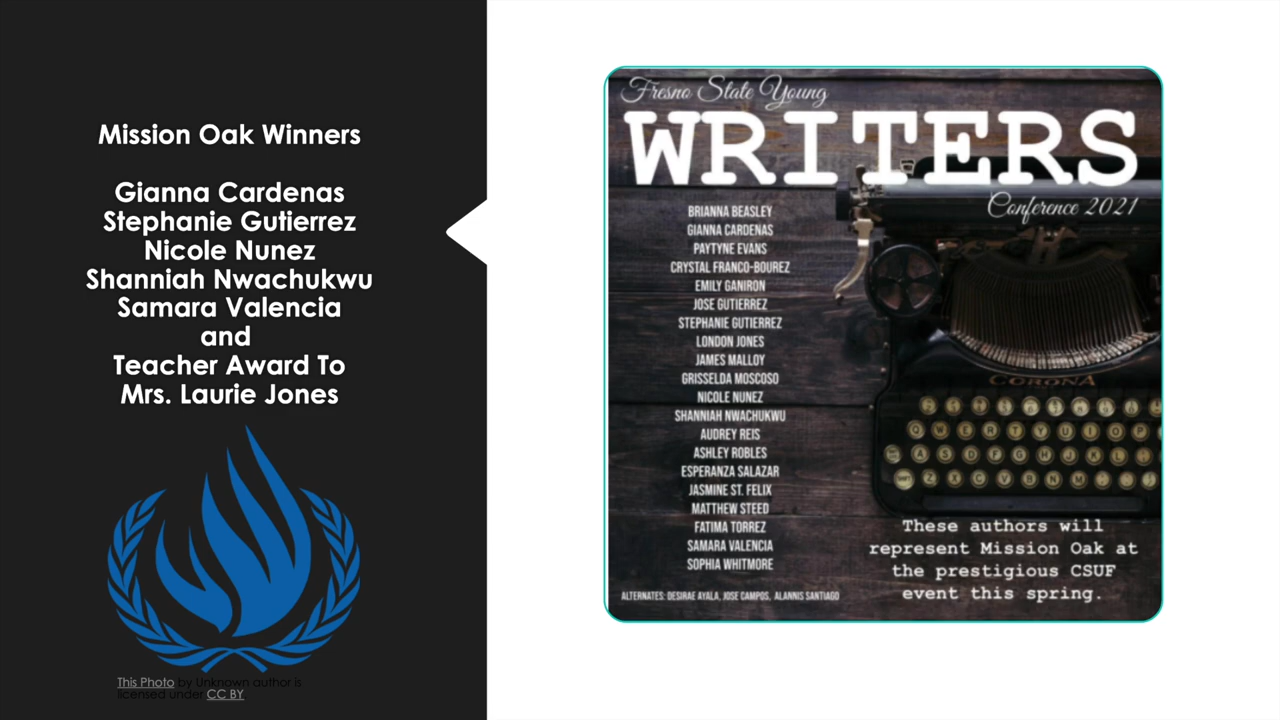 Mission Oak Winners
Gianna Cardenas
Stephanie Gutierrez
Nicole Nunez
Shanniah Nwachukwu
Samara Valencia
and
Teacher Award To
Mrs. Laurie Jones
This Photo by Unknown author is
licensed under CC BY
Fresno State Young
WRITERS
Conference 2021
BRIANNA BEASLEY
GIANNA CARDENAS
PAYTYNE EVANS
CRYSTAL FRANCO-BOUREZ
EMILY GANIRON
JOSE GUTIERREZ
STEPHANIE GUTIERREZ
LONDON JONES
JAMES MALLOY
GRISSELDA MOSCOSO
NICOLE NUNEZ
SHANNIAH NWACHUKWU
AUDREY REIS
ASHLEY ROBLES
ESPERANZA SALAZAR
JASMINE ST. FELIX
MATTHEW STEED
FATIMA TORREZ
SAMARA VALENCIA
SOPHIA WHITMORE
ALTERNATES: DESIRAE AYALA, JOSE CAMPOS, ALANNIS SANTIAGO
CORONA
Q W E R T Y U I O P
A S D F G H J K L
Z X C V B N M
These authors will
represent Mission Oak at
the prestigious CSUF
event this spring.